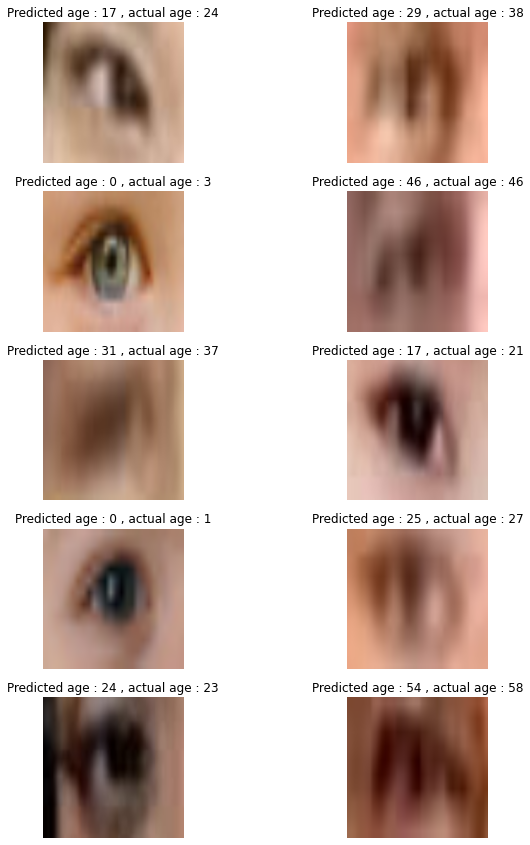 Predicted age : 17 , actual age : 24
Predicted age : 29 , actual age : 38
Predicted age : 0 , actual age : 3
Predicted age : 46 , actual age : 46
Predicted age : 31 , actual age : 37
Predicted age : 17 , actual age : 21
Predicted age : 0 , actual age : 1
Predicted age : 25 , actual age : 27
Predicted age : 24 , actual age : 23
Predicted age : 54 , actual age : 58